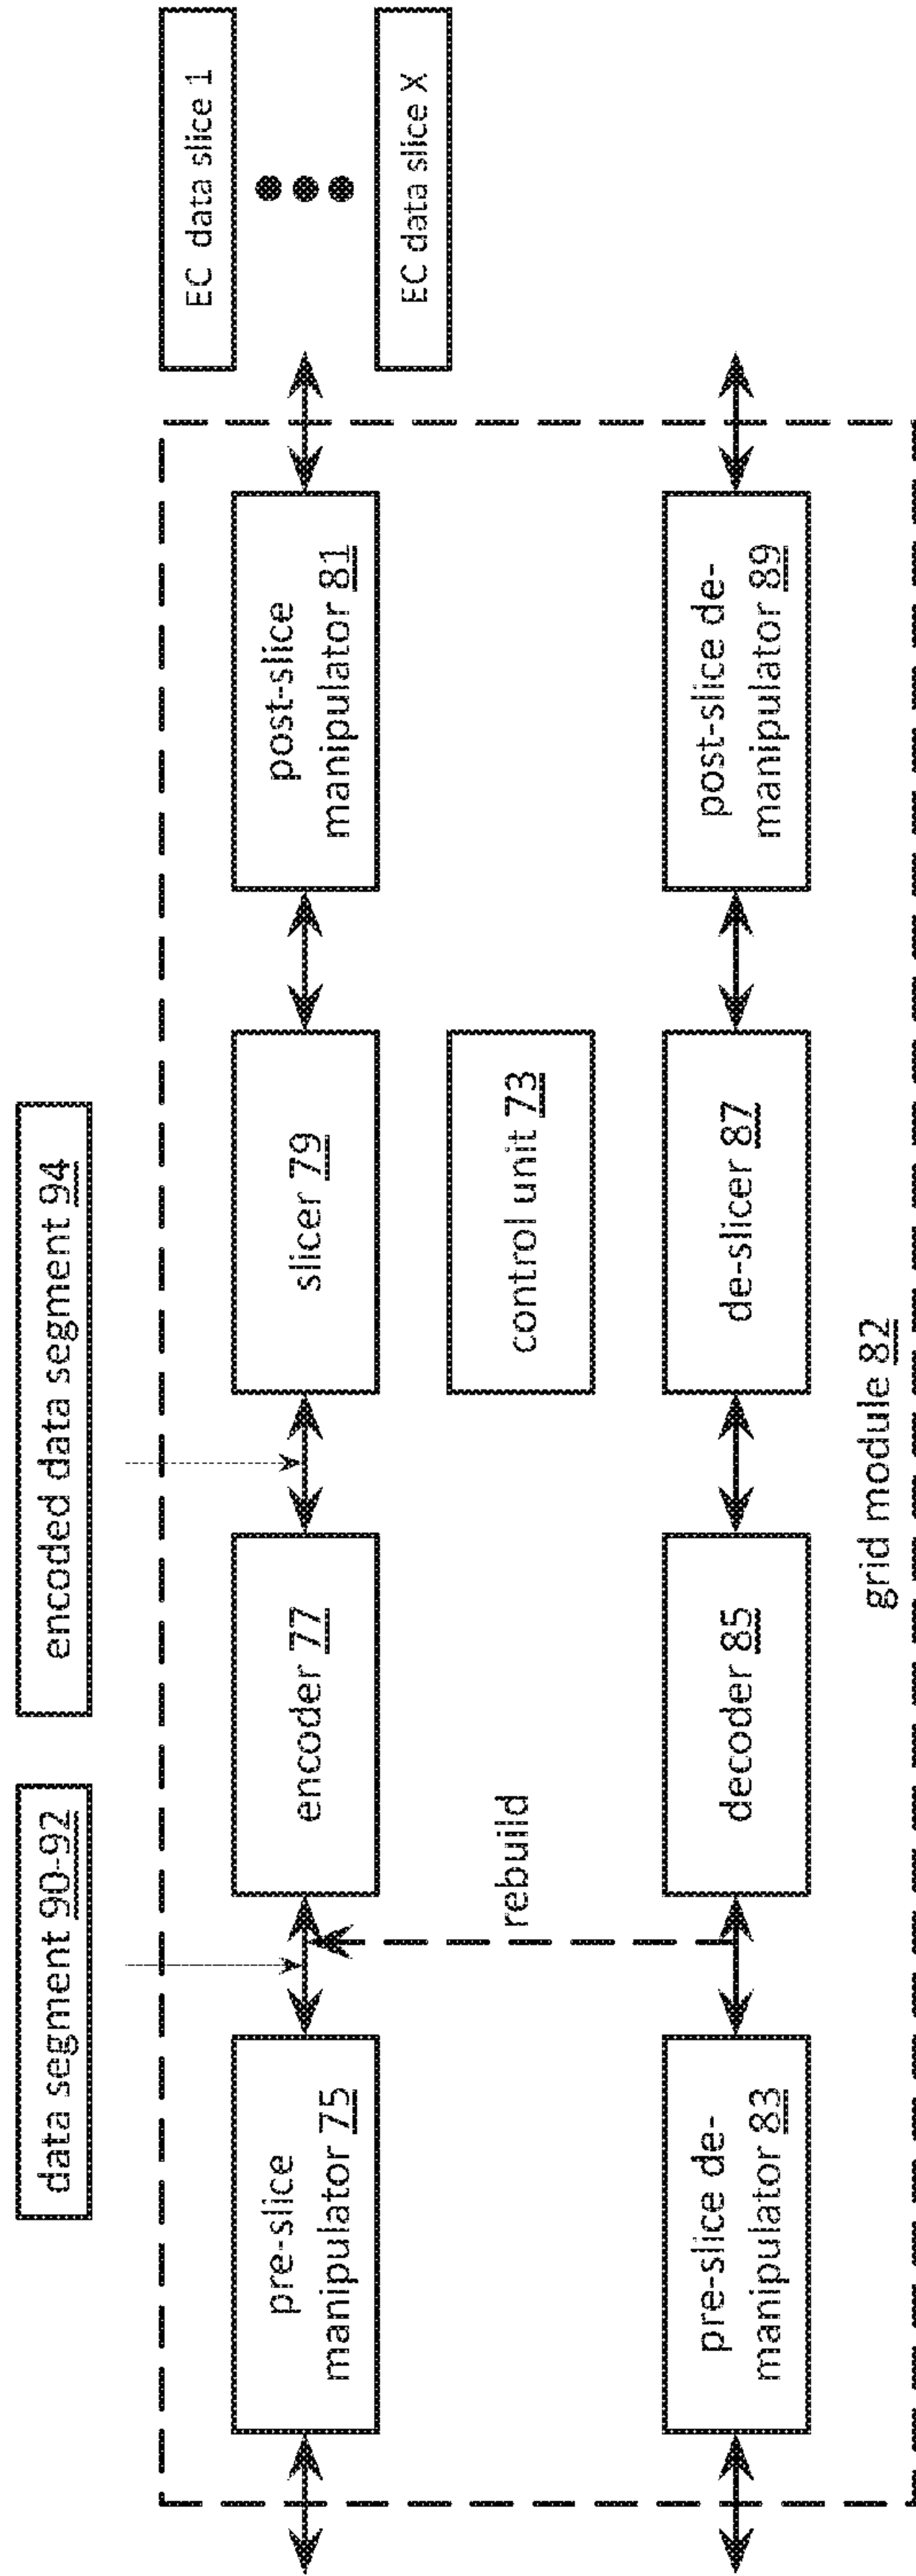 data segment 90-92
encoded data segment 94
EC data slice 1
EC data slice X
pre-slice
manipulator 75
encoder 77
slicer 79
post-slice
manipulator 81
rebuild
control unit 73
pre-slice de-
manipulator 83
decoder 85
de-slicer 87
post-slice de-
manipulator 89
grid module 82